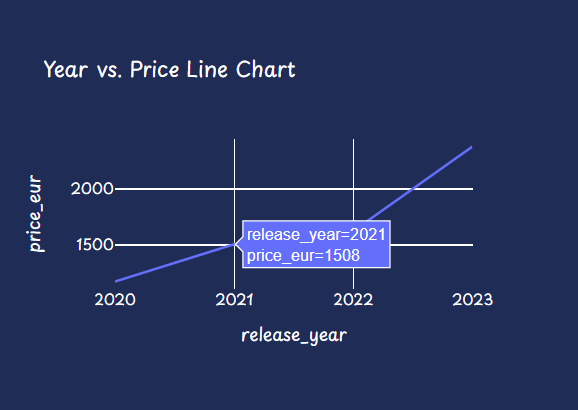 Year vs. Price Line Chart
price_eur
2000
1500
release_year=2021
price_eur=1508
2020 2021 2022 2023
release_year